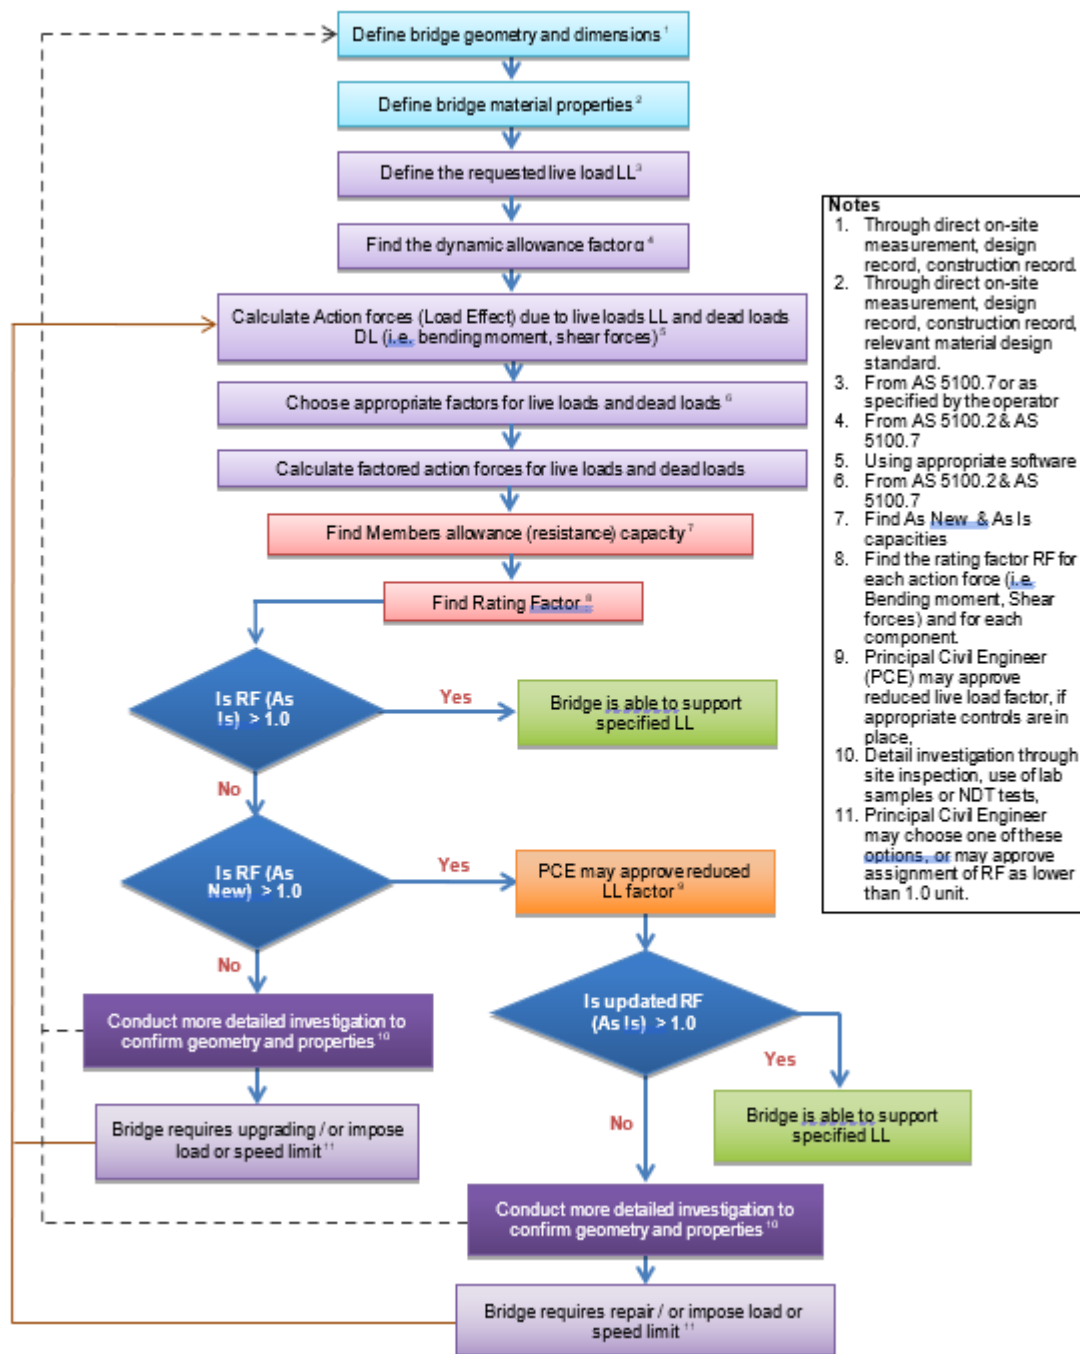 Define bridge geometry and dimensions 1
Define bridge material properties 2
Define the requested live load LL3
Find the dynamic allowance factor α 4
Calculate Action forces (Load Effect) due to live loads LL and dead loads
DL (i.e. bending moment, shear forces)5
Choose appropriate factors for live loads and dead loads 6
Calculate factored action forces for live loads and dead loads
Find Members allowance (resistance) capacity 7
Find Rating Factor 8
Is RF (As
Is) > 1.0
Yes
Bridge is able to support
specified LL
No
Is RF (As
New) > 1.0
Yes
PCE may approve reduced
LL factor 9
No
Conduct more detailed investigation to
confirm geometry and properties 10
Is updated RF
(As Is) > 1.0
Yes
Bridge is able to support
specified LL
Bridge requires upgrading / or impose
load or speed limit 11
No
Conduct more detailed investigation to
confirm geometry and properties 10
Bridge requires repair / or impose load or
speed limit 11
Notes
1. Through direct on-site
measurement, design
record, construction record.
2. Through direct on-site
measurement, design
record, construction record,
relevant material design
standard.
3. From AS 5100.7 or as
specified by the operator
4. From AS 5100.2 & AS
5100.7
5. Using appropriate software
6. From AS 5100.2 & AS
5100.7
7. Find As New & As Is
capacities
8. Find the rating factor RF for
each action force (i.e.
Bending moment, Shear
forces) and for each
component.
9. Principal Civil Engineer
(PCE) may approve
reduced live load factor, if
appropriate controls are in
place,
10. Detail investigation through
site inspection, use of lab
samples or NDT tests,
11. Principal Civil Engineer
may choose one of these
options, or may approve
assignment of RF as lower
than 1.0 unit.